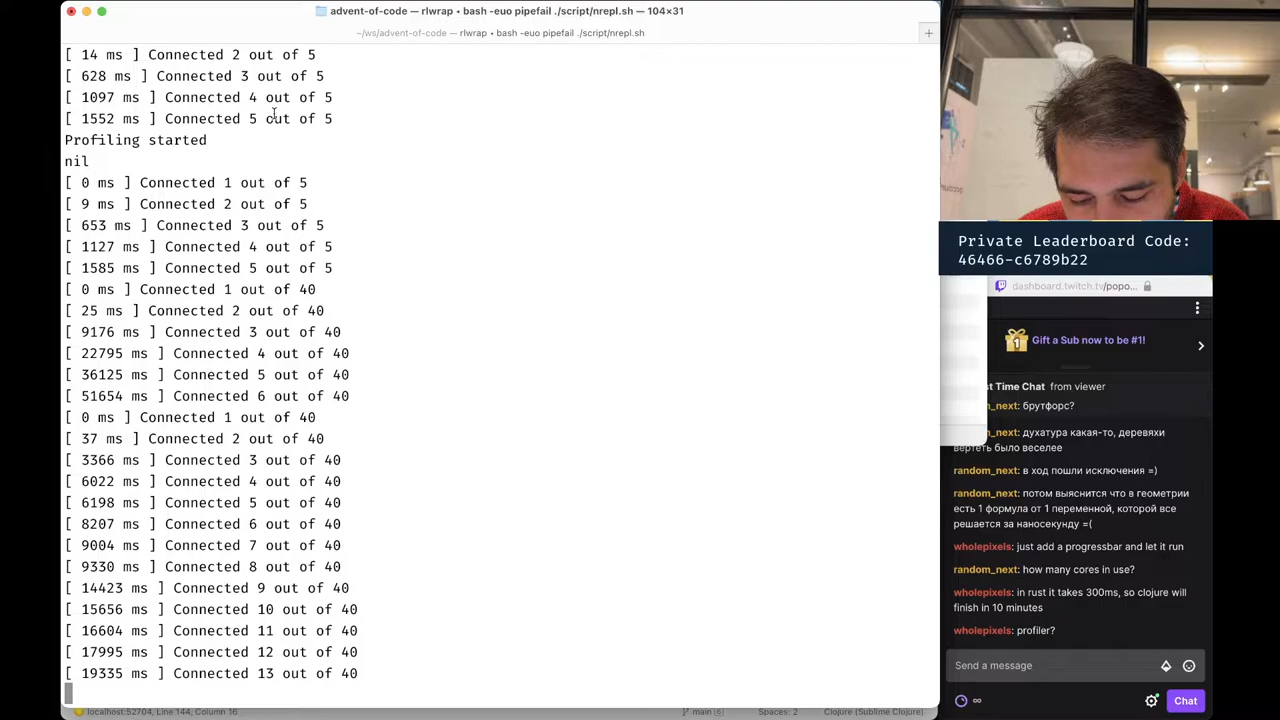 advent-of-code — rlwrap • bash -euo pipefail ./script/nrepl.sh — 104×31
~/ws/advent-of-code — rlwrap • bash -euo pipefail ./script/nrepl.sh
[ 14 ms ] Connected 2 out of 5
[ 628 ms ] Connected 3 out of 5
[ 1097 ms ] Connected 4 out of 5
[ 1552 ms ] Connected 5 out of 5
Profiling started
nil
[ 0 ms ] Connected 1 out of 5
[ 9 ms ] Connected 2 out of 5
[ 653 ms ] Connected 3 out of 5
[ 1127 ms ] Connected 4 out of 5
[ 1585 ms ] Connected 5 out of 5
[ 0 ms ] Connected 1 out of 40
[ 25 ms ] Connected 2 out of 40
[ 9176 ms ] Connected 3 out of 40
[ 22795 ms ] Connected 4 out of 40
[ 36125 ms ] Connected 5 out of 40
[ 51654 ms ] Connected 6 out of 40
[ 0 ms ] Connected 1 out of 40
[ 37 ms ] Connected 2 out of 40
[ 3366 ms ] Connected 3 out of 40
[ 6022 ms ] Connected 4 out of 40
[ 6198 ms ] Connected 5 out of 40
[ 8207 ms ] Connected 6 out of 40
[ 9004 ms ] Connected 7 out of 40
[ 9330 ms ] Connected 8 out of 40
[ 14423 ms ] Connected 9 out of 40
[ 15656 ms ] Connected 10 out of 40
[ 16604 ms ] Connected 11 out of 40
[ 17995 ms ] Connected 12 out of 40
[ 19335 ms ] Connected 13 out of 40
localhost:52704, Line 144, Column 16
main (6)
Spaces: 2
Clojure (Sublime Clojure)
Private Leaderboard Code:
46466-c6789b22
dashboard.twitch.tv/popo...
1
Gift a Sub now to be #1!
st Time Chat from viewer
m_next: брутфорс?
m_next: духатура какая-то, деревяхи
вертеть было веселее
random_next: в ход пошли исключения =)
random_next: потом выяснится что в геометрии
есть 1 формула от 1 переменной, которой все
решается за наносекунду =(
wholepixels: just add a progressbar and let it run
random_next: how many cores in use?
wholepixels: in rust it takes 300ms, so clojure will
finish in 10 minutes
wholepixels: profiler?
Send a message
∞
Chat